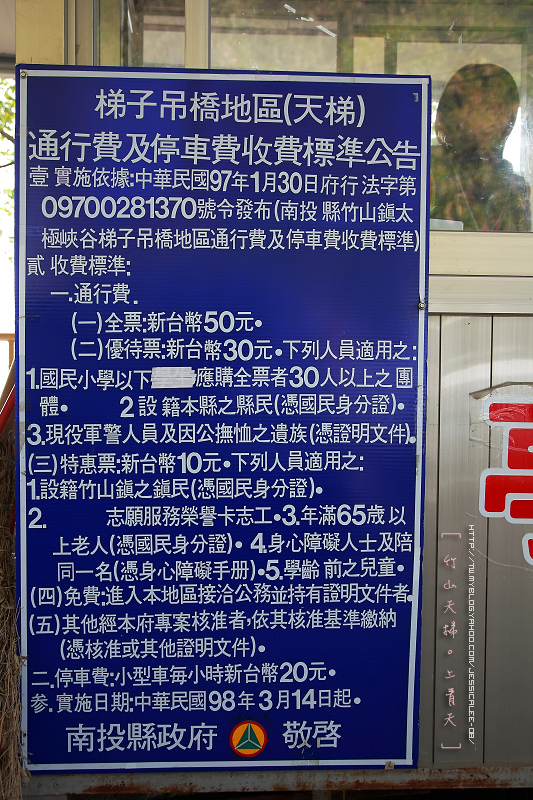 梯子吊橋地區(天梯)
通行費及停車費收費標準公告
壹 實施依據:中華民國97年1月30日府行法字第
09700281370號令發布(南投縣竹山鎮太
極峽谷梯子吊橋地區通行費及停車費收費標準)
貳 收費標準:
一.通行費.
(一)全票:新台幣50元•
(二)優待票:新台幣30元•下列人員適用之:
1.國民小學以下 應購全票者30人以上之團
體• 2設籍本縣之縣民(憑國民身分證)•
3.現役軍警人員及因公撫恤之遺族(憑證明文件).
(三)特惠票:新台幣10元•下列人員適用之:
1.設籍竹山鎮之鎮民(憑國民身分證)•
2. 志願服務榮譽卡志工•3.年滿65歲以
上老人(憑國民身分證)• 4.身心障礙人士及陪
同一名(憑身心障礙手册)•5.學齡前之兒童•
(四)免費:進入本地區接洽公務並持有證明文件者.
(五)其他經本府專案核准者,依其核准基準繳納
(憑核准或其他證明文件)•
二.停車費:小型車每小時新台幣20元•
参.實施日期:中華民國98年3月14日起•
南投縣政府 敬啓
[竹山天梯。上青天]
HTTP://TW.MYBLOG.YAHOO.COM/JESSICALEE-DB/